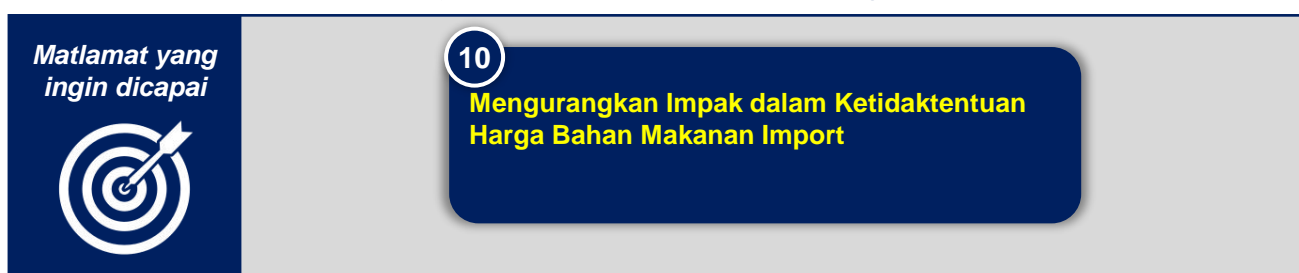 Matlamat yang
ingin dicapai
10
Mengurangkan Impak dalam Ketidaktentuan
Harga Bahan Makanan Import